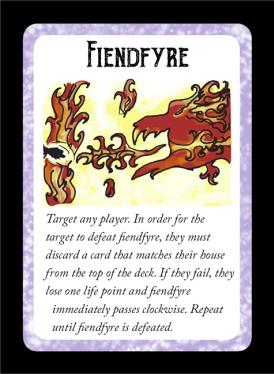 FIENDFYRE
Target any player. In order for the
target to defeat fiendfyre, they must
discard a card that matches their house
from the top of the deck. If they fail, they
lose one life point and fiendfyre
immediately passes clockwise. Repeat
until fiendfyre is defeated.